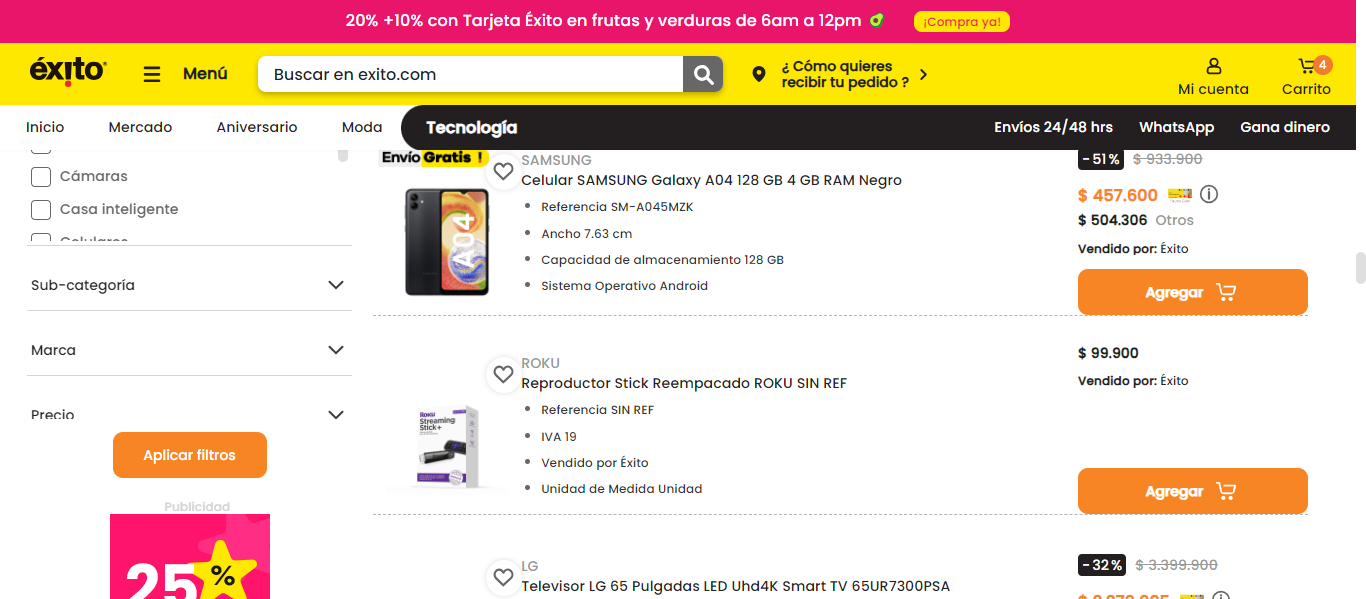 20% +10% con Tarjeta Éxito en frutas y verduras de 6am a 12pm
¡Compra ya!
éxito
Menú
Buscar en exito.com
¿ Cómo quieres
recibir tu pedido ?
Mi cuenta
4
Carrito
Inicio
Mercado
Aniversario
Moda
Tecnología
Envíos 24/48 hrs
WhatsApp
Gana dinero
Cámaras
Casa inteligente
Celulares
Sub-categoría
Marca
Precio
Aplicar filtros
Publicidad
25%
Envío Gratis !
A04
SAMSUNG
Celular SAMSUNG Galaxy A04 128 GB 4 GB RAM Negro
Referencia SM-A045MZK
Ancho 7.63 cm
Capacidad de almacenamiento 128 GB
Sistema Operativo Android
- 51 %
$ 933.900
$ 457.600
$ 504.306 Otros
Vendido por: Éxito
Agregar
Roku
Streaming
Stick+
ROKU
Reproductor Stick Reempacado ROKU SIN REF
Referencia SIN REF
IVA 19
Vendido por Éxito
Unidad de Medida Unidad
$ 99.900
Vendido por: Éxito
Agregar
LG
Televisor LG 65 Pulgadas LED Uhd4K Smart TV 65UR7300PSA
- 32 %
$ 3.399.900